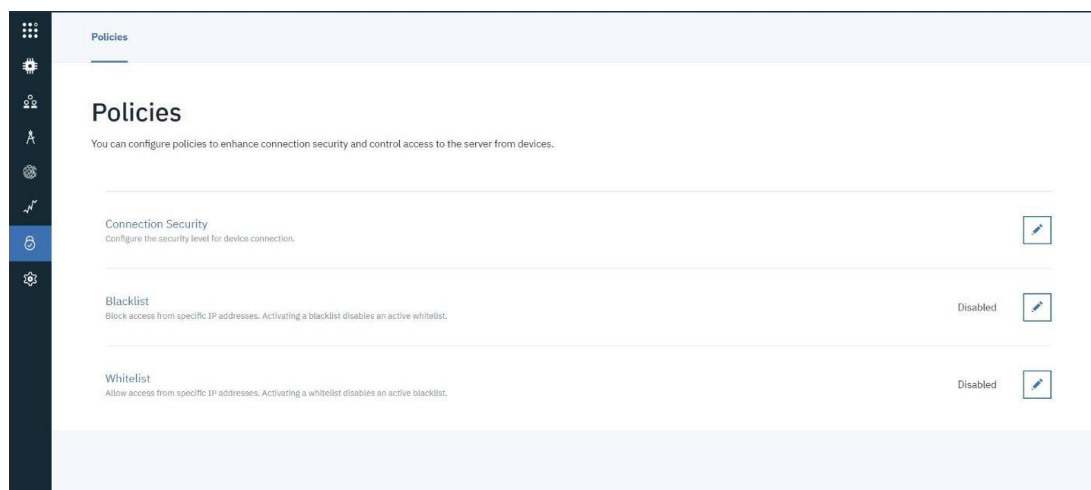 Policies
Policies
You can configure policies to enhance connection security and control access to the server from devices.
Connection Security
Configure the security level for device connection.
Blacklist
Block access from specific IP addresses. Activating a blacklist disables an active whitelist.
Disabled
Whitelist
Allow access from specific IP addresses. Activating a whitelist disables an active blacklist.
Disabled